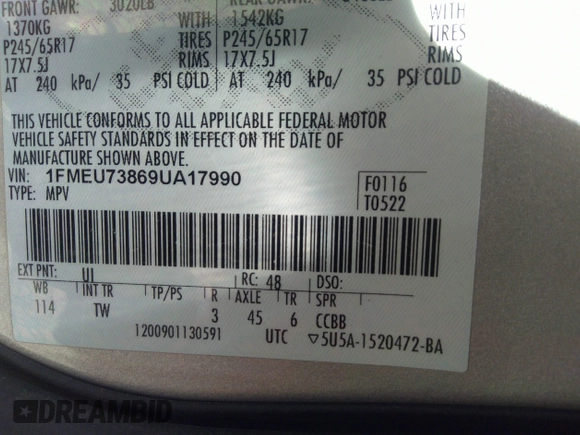 FRONT GAWR: 3020LB
1370KG WITH 1542KG WITH
P245/65R17 TIRES P245/65R17 TIRES
17X7.5J RIMS 17X7.5J RIMS
AT 240 kPa/ 35 PSI COLD AT 240 kPa/ 35 PSI COLD
THIS VEHICLE CONFORMS TO ALL APPLICABLE FEDERAL MOTOR
VEHICLE SAFETY STANDARDS IN EFFECT ON THE DATE OF
MANUFACTURE SHOWN ABOVE.
VIN: 1FMEU73869UA17990
TYPE: MPV
F0116
T0522
EXT PNT: UI RC: 48 DSO:
WB INT TR TP/PS R AXLE TR SPR
114 TW 3 45 6 CCBB
1200901130591 UTC ▽5U5A-1520472-BA
DREAMBID